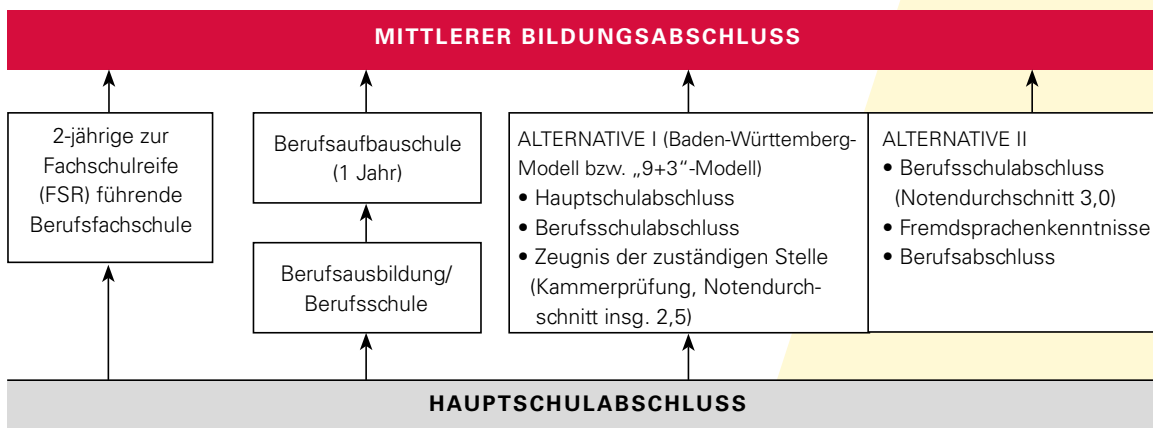 MITTLERER BILDUNGSABSCHLUSS
2-jährige zur
Fachschulreife
(FSR) führende
Berufsfachschule
Berufsaufbauschule
(1 Jahr)
Berufsausbildung/
Berufsschule
ALTERNATIVE I (Baden-Württemberg-
Modell bzw. „9+3“-Modell)
• Hauptschulabschluss
• Berufsschulabschluss
• Zeugnis der zuständigen Stelle
(Kammerprüfung, Notendurch-
schnitt insg. 2,5)
ALTERNATIVE II
• Berufsschulabschluss
(Notendurchschnitt 3,0)
• Fremdsprachenkenntnisse
• Berufsabschluss
HAUPTSCHULABSCHLUSS